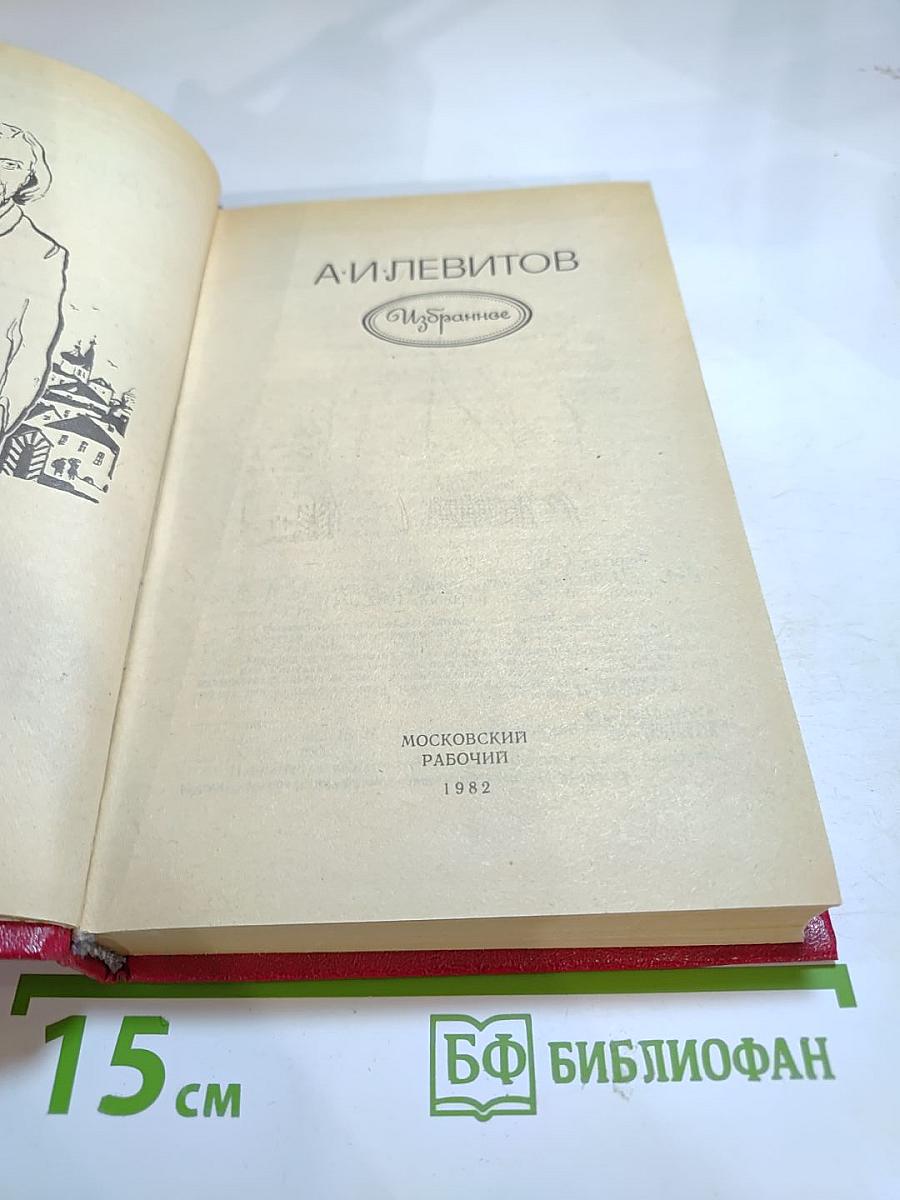 А·И·ЛЕВИТОВ
Избранное
МОСКОВСКИЙ
РАБОЧИЙ
1982
15 см
БФ БИБЛИОФАН